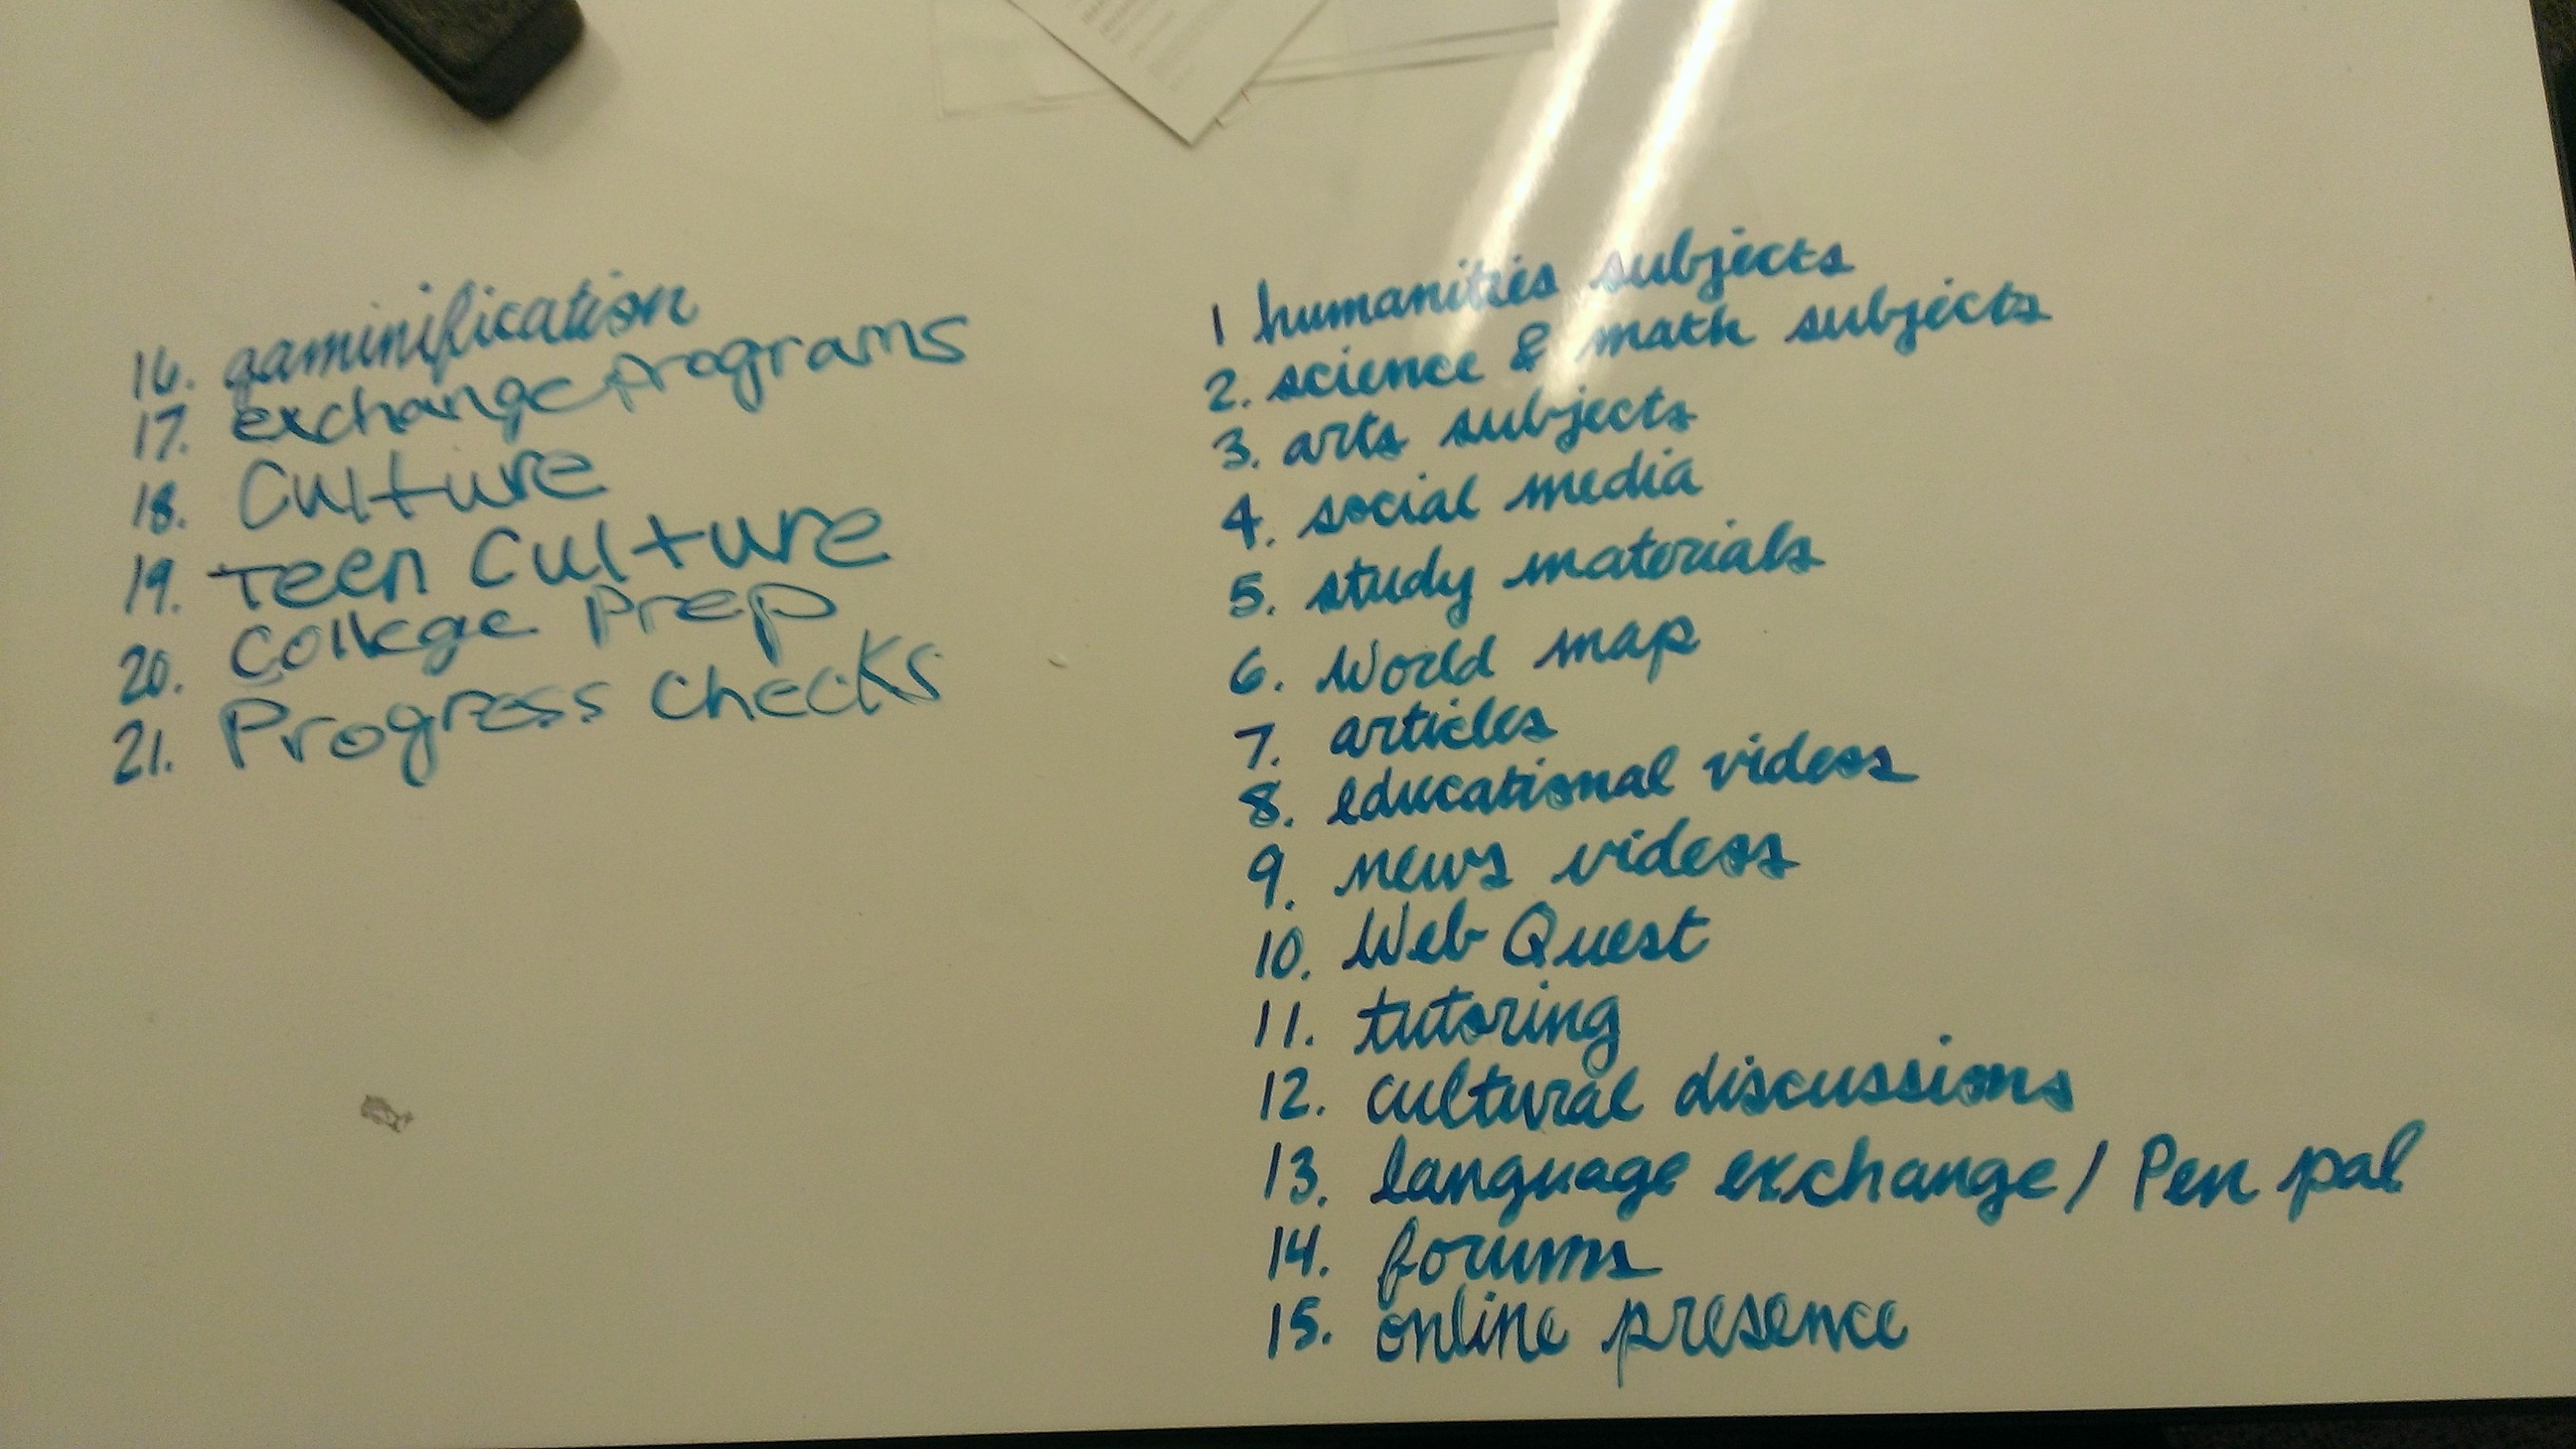 16. gaminification
17. exchange programs
18. Culture
19. Teen Culture
20. College Prep
21. Progress Checks
1 humanities subjects
2. science & math subjects
3. arts subjects
4. social media
5. study materials
6. World map
7. articles
8. educational videos
9. news videos
10. Web Quest
11. tutoring
12. cultural discussions
13. language exchange / Pen pal
14. forums
15. online presence